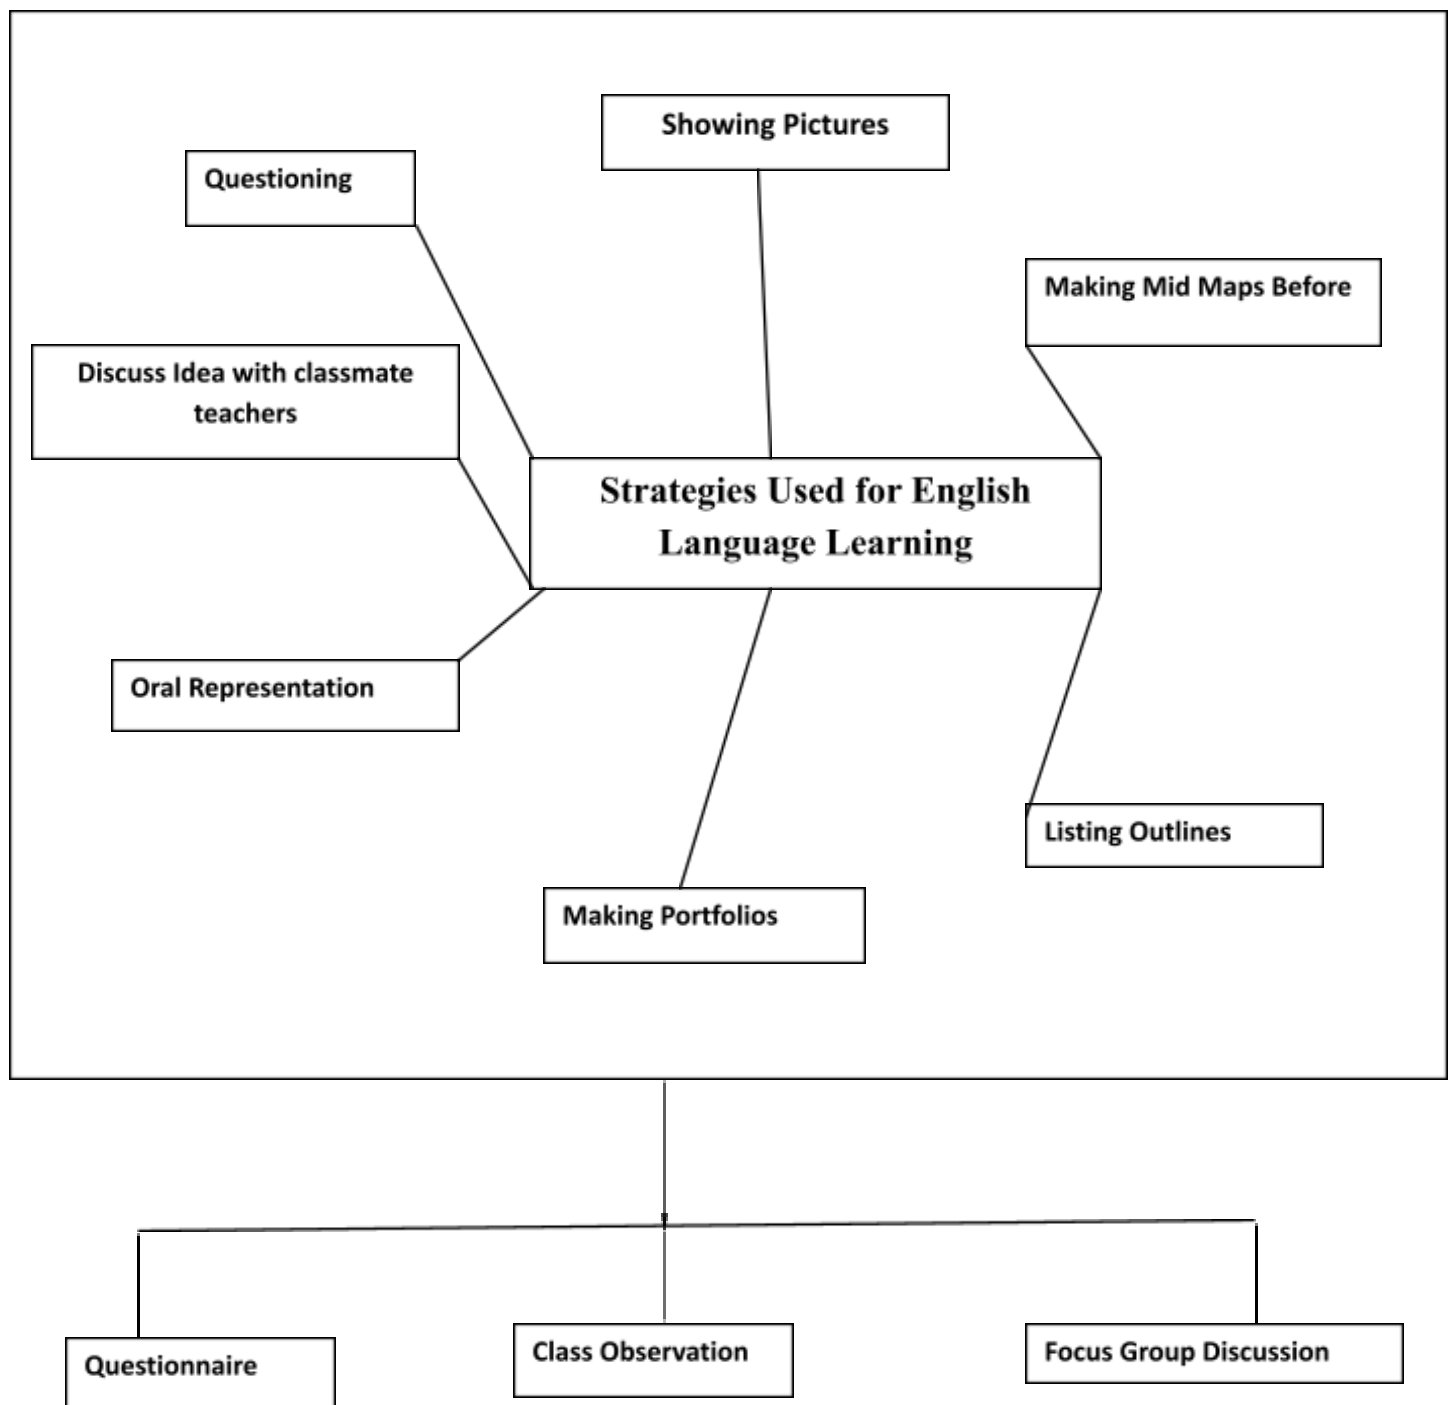 Showing Pictures
Questioning
Making Mid Maps Before
Discuss Idea with classmate
teachers
Strategies Used for English
Language Learning
Oral Representation
Listing Outlines
Making Portfolios
Questionnaire
Class Observation
Focus Group Discussion